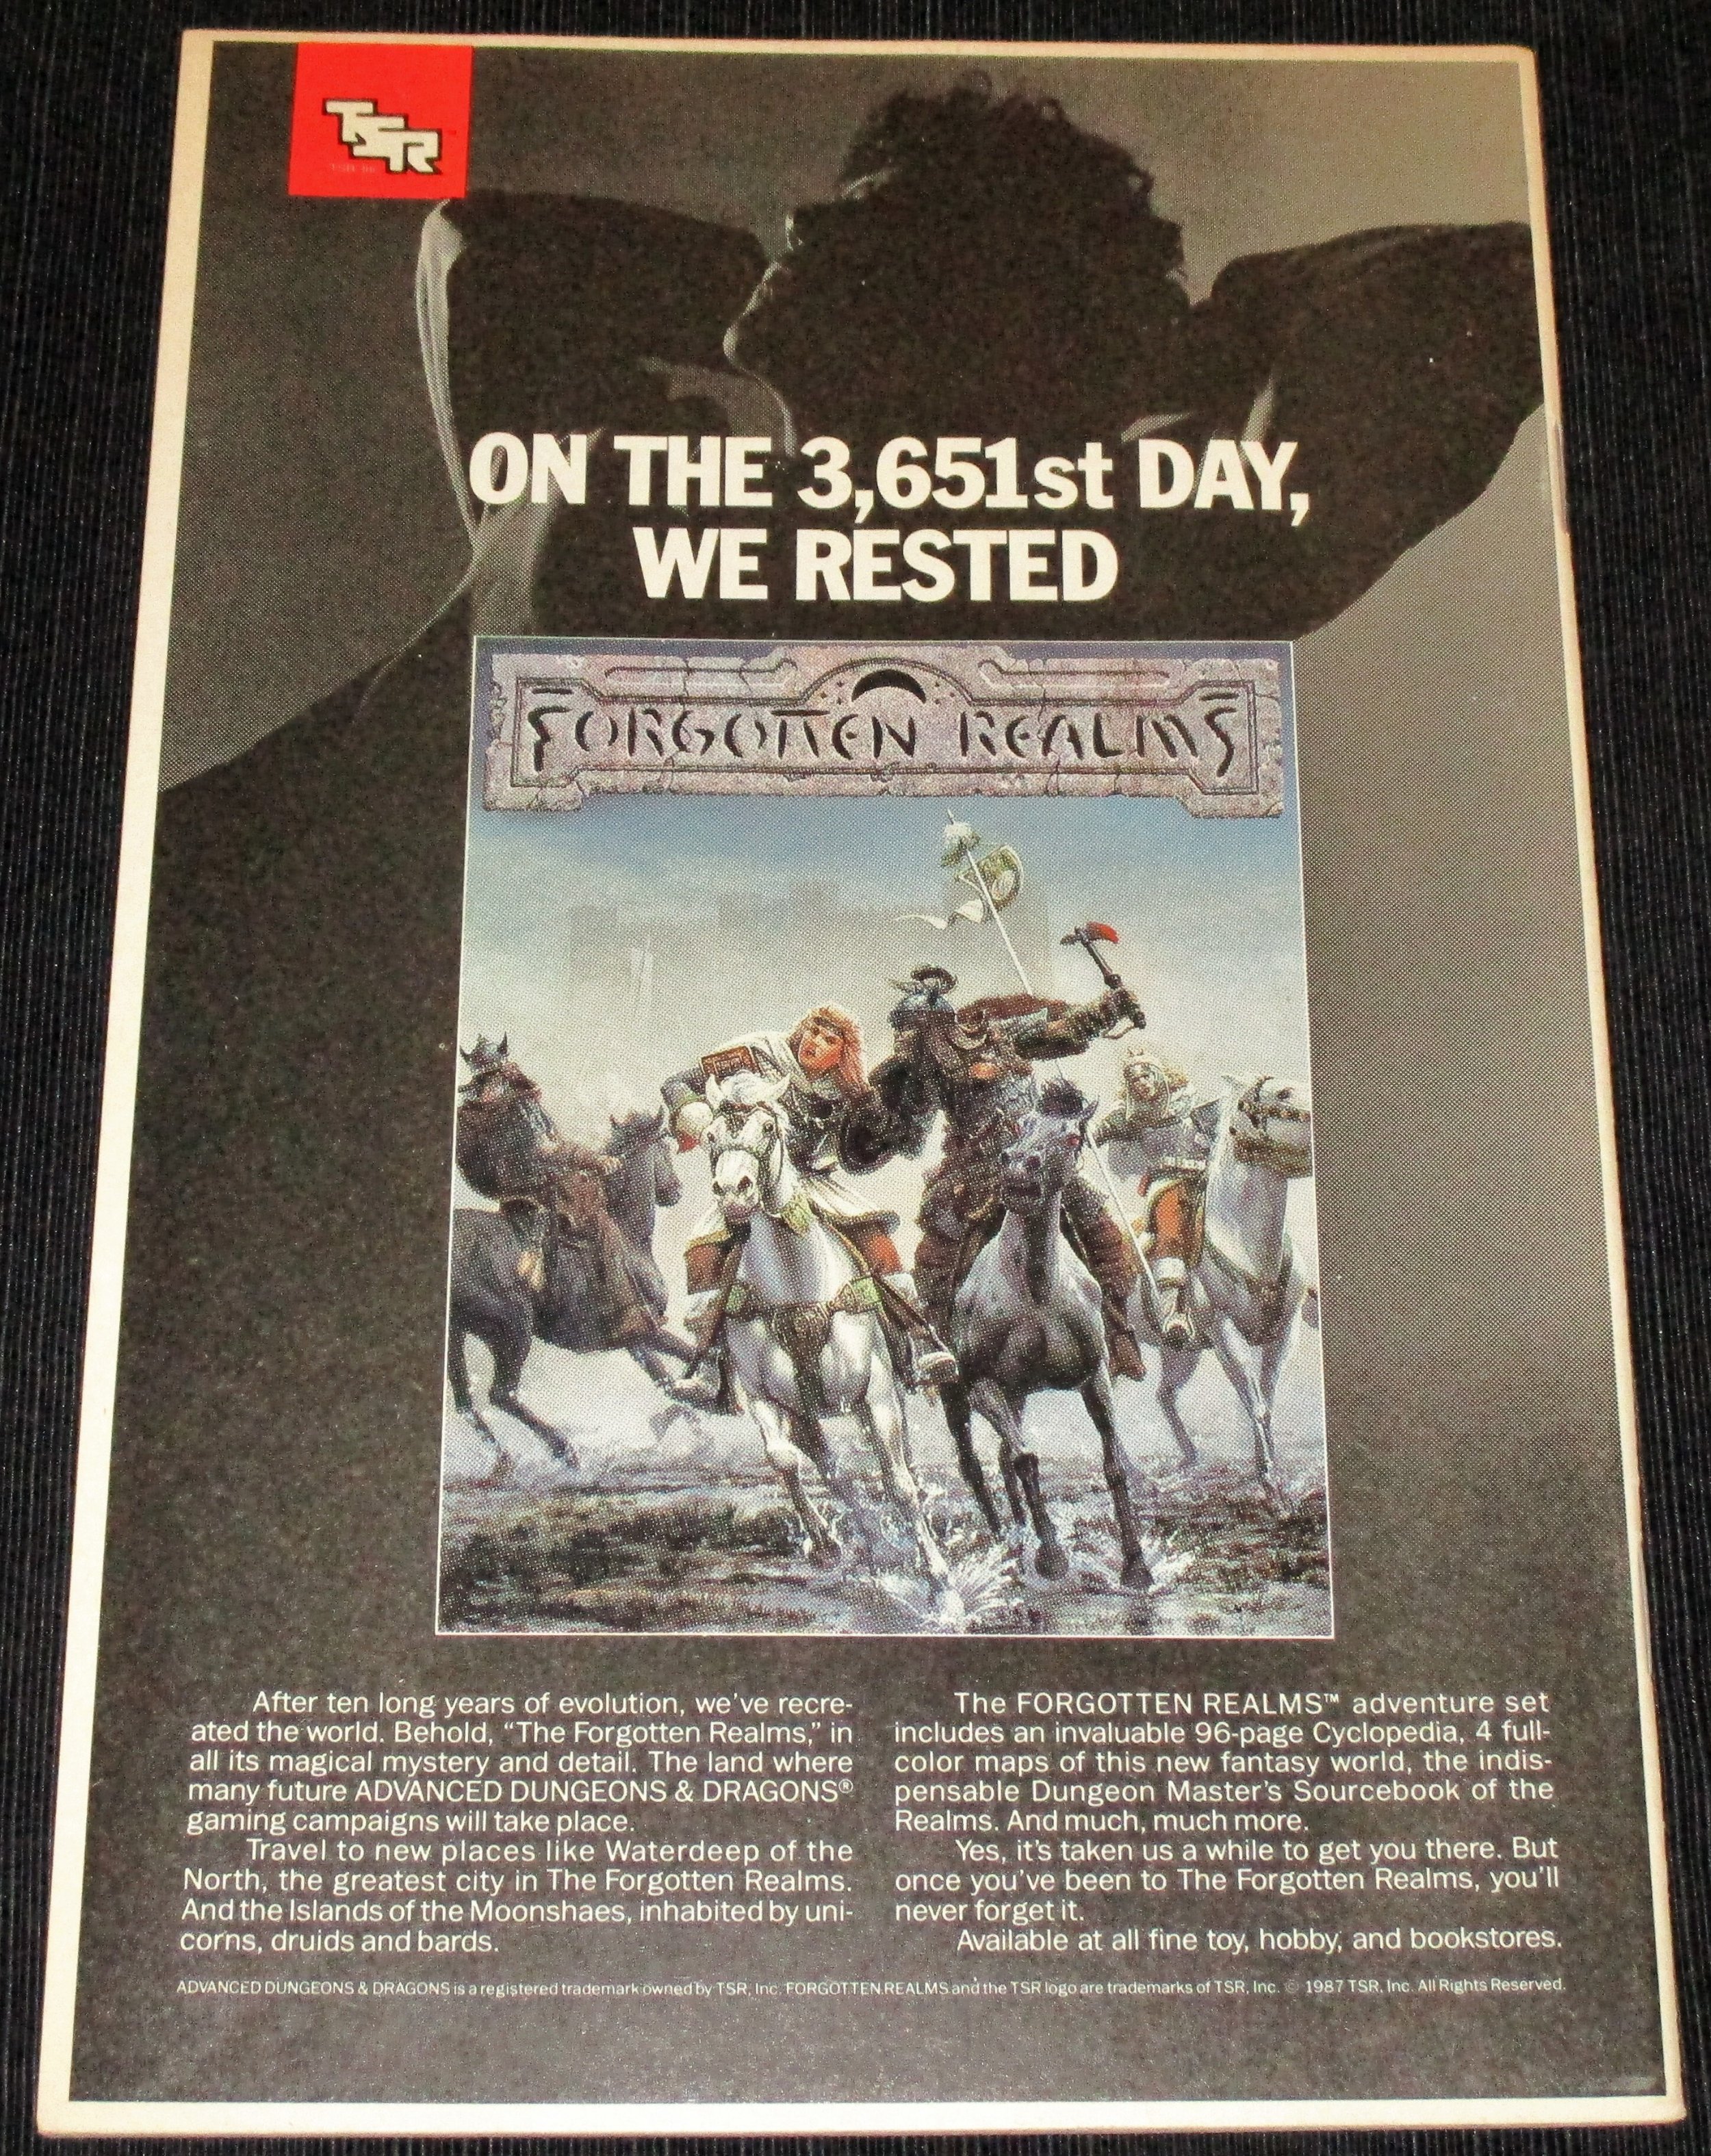 TSR
ON THE 3,651st DAY,
WE RESTED
FORGOTTEN REALMS
After ten long years of evolution, we've recre-
ated the world. Behold, “The Forgotten Realms,” in
all its magical mystery and detail. The land where
many future ADVANCED DUNGEONS & DRAGONS®
gaming campaigns will take place.
Travel to new places like Waterdeep of the
North, the greatest city in The Forgotten Realms.
And the Islands of the Moonshaes, inhabited by uni-
corns, druids and bards.
The FORGOTTEN REALMS™ adventure set
includes an invaluable 96-page Cyclopedia, 4 full-
color maps of this new fantasy world, the indis-
pensable Dungeon Master's Sourcebook of the
Realms. And much, much more.
Yes, it's taken us a while to get you there. But
once you've been to The Forgotten Realms, you'll
never forget it.
Available at all fine toy, hobby, and bookstores.
ADVANCED DUNGEONS & DRAGONS is a registered trademark owned by TSR, Inc. FORGOTTEN REALMS and the TSR logo are trademarks of TSR, Inc. © 1987 TSR, Inc. All Rights Reserved.